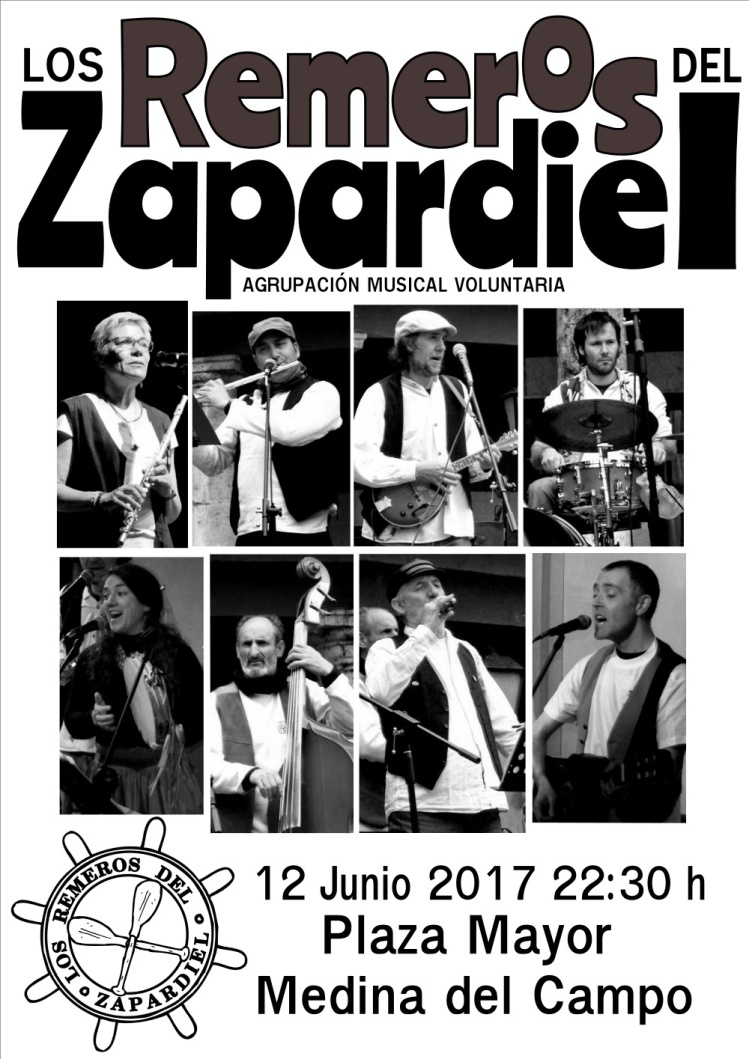 LOS Remeros DEL
Zapardiel
AGRUPACIÓN MUSICAL VOLUNTARIA
12 Junio 2017 22:30 h
Plaza Mayor
Medina del Campo
LOS REMEROS DEL
ZAPARDIEL